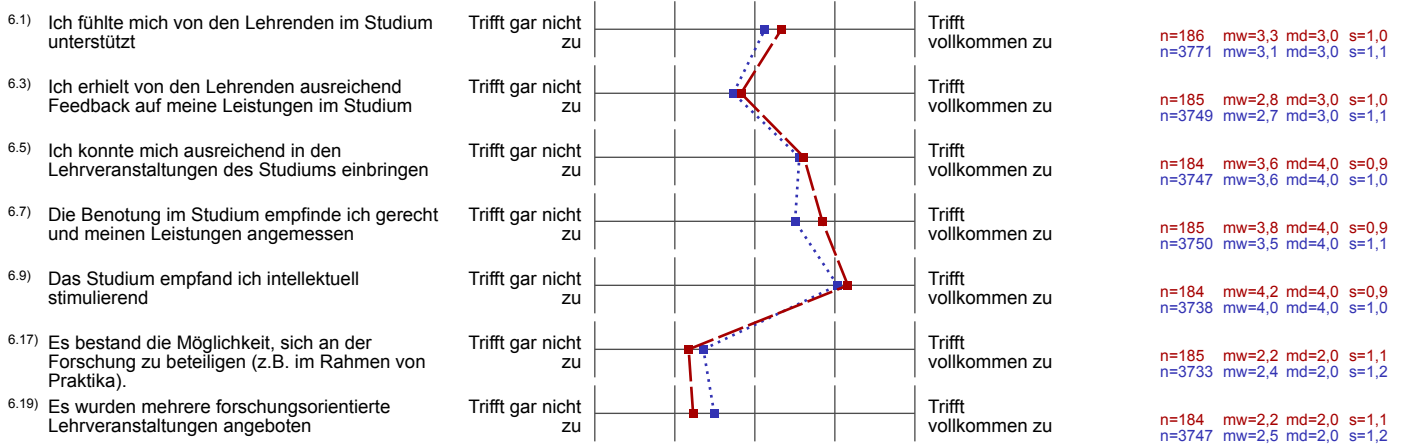 6.1) Ich fühlte mich von den Lehrenden im Studium
unterstützt
Trifft gar nicht
zu
Trifft
vollkommen zu
n=186 mw=3,3 md=3,0 s=1,0
n=3771 mw=3,1 md=3,0 s=1,1
6.3) Ich erhielt von den Lehrenden ausreichend
Feedback auf meine Leistungen im Studium
Trifft gar nicht
zu
Trifft
vollkommen zu
n=185 mw=2,8 md=3,0 s=1,0
n=3749 mw=2,7 md=3,0 s=1,1
6.5) Ich konnte mich ausreichend in den
Lehrveranstaltungen des Studiums einbringen
Trifft gar nicht
zu
Trifft
vollkommen zu
n=184 mw=3,6 md=4,0 s=0,9
n=3747 mw=3,6 md=4,0 s=1,0
6.7) Die Benotung im Studium empfinde ich gerecht
und meinen Leistungen angemessen
Trifft gar nicht
zu
Trifft
vollkommen zu
n=185 mw=3,8 md=4,0 s=0,9
n=3750 mw=3,5 md=4,0 s=1,1
6.9) Das Studium empfand ich intellektuell
stimulierend
Trifft gar nicht
zu
Trifft
vollkommen zu
n=184 mw=4,2 md=4,0 s=0,9
n=3738 mw=4,0 md=4,0 s=1,0
6.17) Es bestand die Möglichkeit, sich an der
Forschung zu beteiligen (z.B. im Rahmen von
Praktika).
Trifft gar nicht
zu
Trifft
vollkommen zu
n=185 mw=2,2 md=2,0 s=1,1
n=3733 mw=2,4 md=2,0 s=1,2
6.19) Es wurden mehrere forschungsorientierte
Lehrveranstaltungen angeboten
Trifft gar nicht
zu
Trifft
vollkommen zu
n=184 mw=2,2 md=2,0 s=1,1
n=3747 mw=2,5 md=2,0 s=1,2